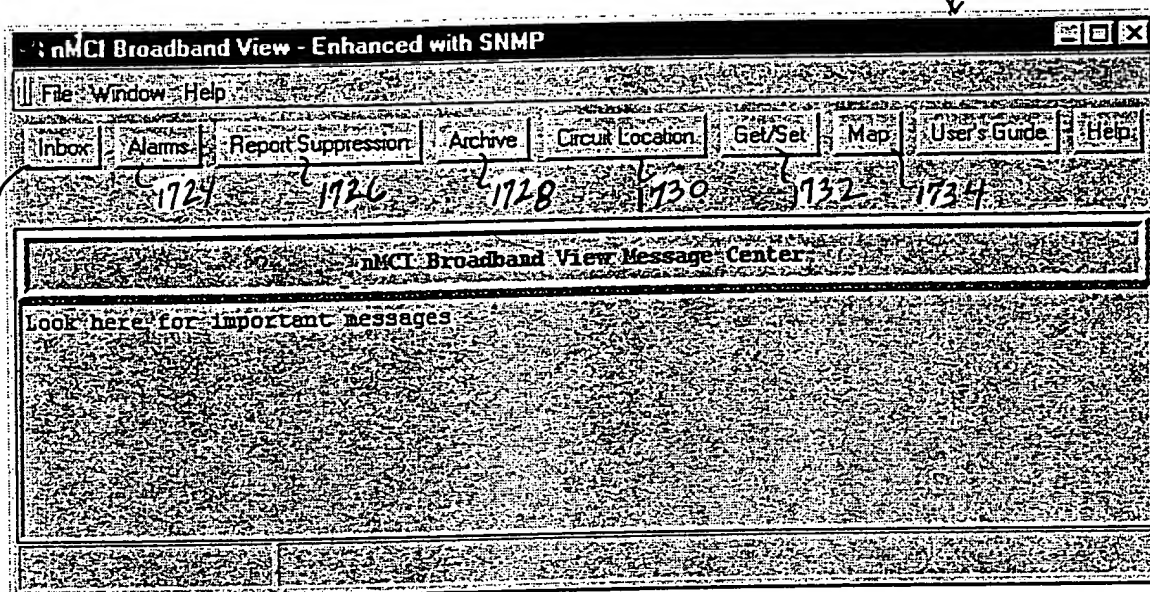 nMCI Broadband View - Enhanced with SNMP
File Window Help
Inbox Alarms Report Suppression Archive Circuit Location Get/Set Map User's Guide Help
1724 1726 1728 1730 1732 1734
nMCI Broadband View Message Center
Look here for important messages